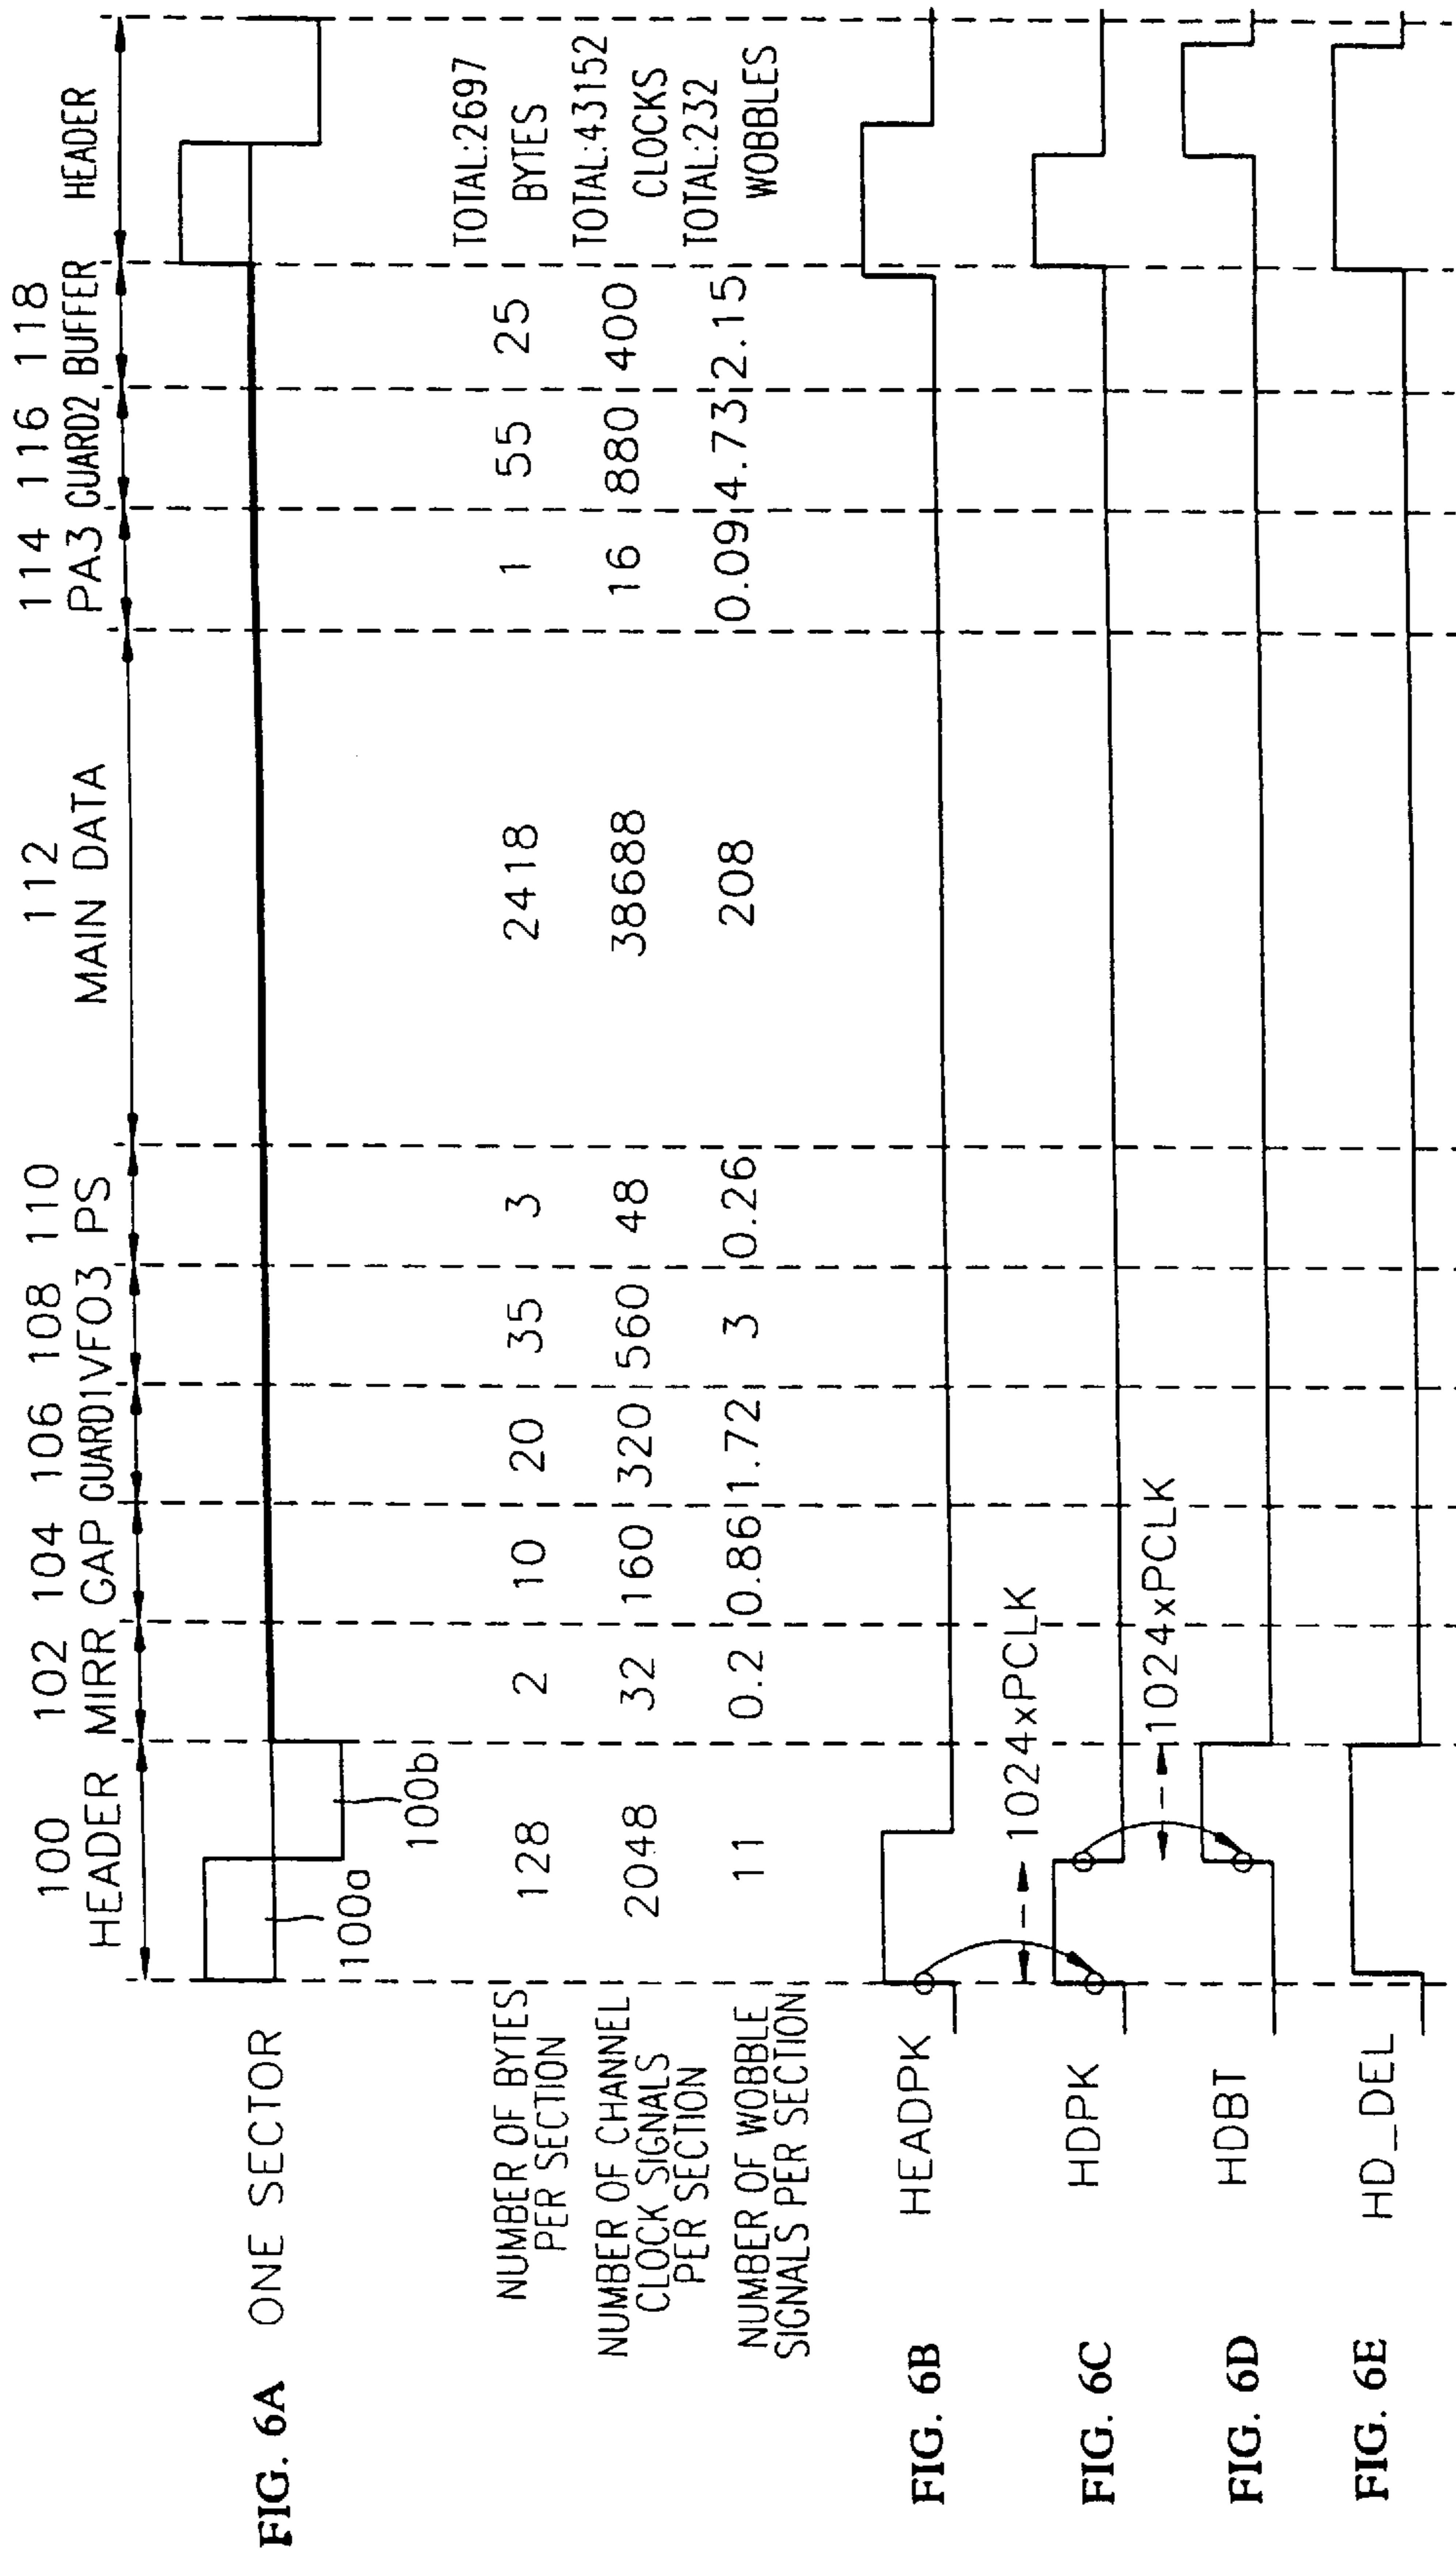 100 102 104 106 108 110 112 114 116 118
HEADER MIRR GAP GUARD1 VFO3 PS MAIN DATA PA3 GUARD2 BUFFER HEADER
FIG. 6A ONE SECTOR
100a
100b
NUMBER OF BYTES
PER SECTION
128 2 10 20 35 3 2418 1 55 25
TOTAL:2697
BYTES
NUMBER OF CHANNEL
CLOCK SIGNALS
PER SECTION
2048 32 160 320 560 48 38688 16 880 400
TOTAL:43152
CLOCKS
NUMBER OF WOBBLE
SIGNALS PER SECTION
11 0.2 0.86 1.72 3 0.26 208 0.09 4.73 2.15
TOTAL:232
WOBBLES
FIG. 6B HEADPK
1024xPCLK
FIG. 6C HDPK
1024xPCLK
FIG. 6D HDBT
FIG. 6E HD_DEL